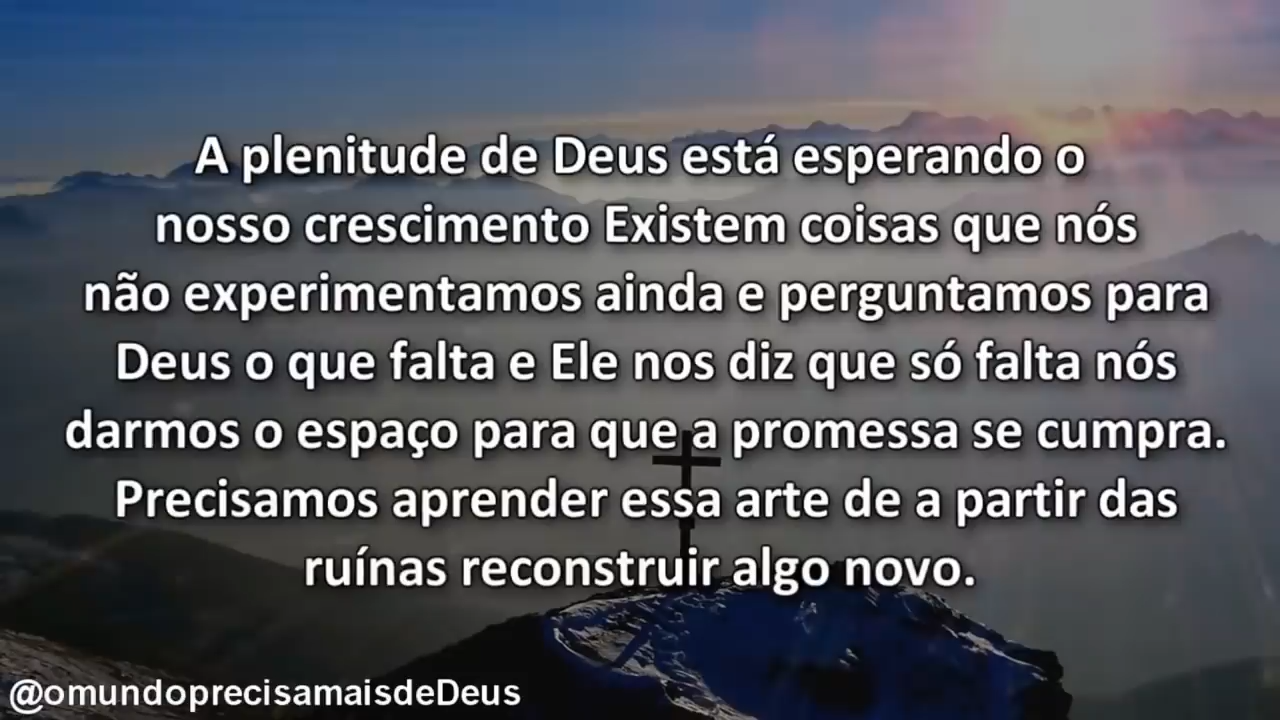 A plenitude de Deus está esperando o
nosso crescimento Existem coisas que nós
não experimentamos ainda e perguntamos para
Deus o que falta e Ele nos diz que só falta nós
darmos o espaço para que a promessa se cumpra.
Precisamos aprender essa arte de a partir das
ruínas reconstruir algo novo.
@omundoprecisamaisdeDeus